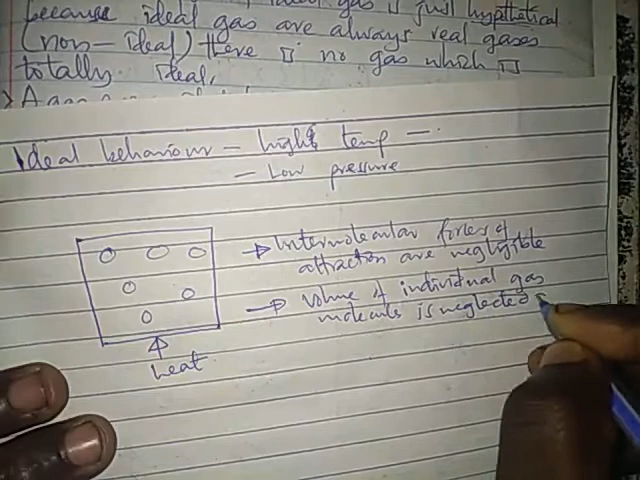 because ideal gas are always real gases
(non-ideal) there is no gas which is
totally ideal,
Ideal behaviour - high temp -
- Low pressure
→ Intermolecular forces of
attraction are negligible
→ volume of individual gas
molecule is neglected
heat